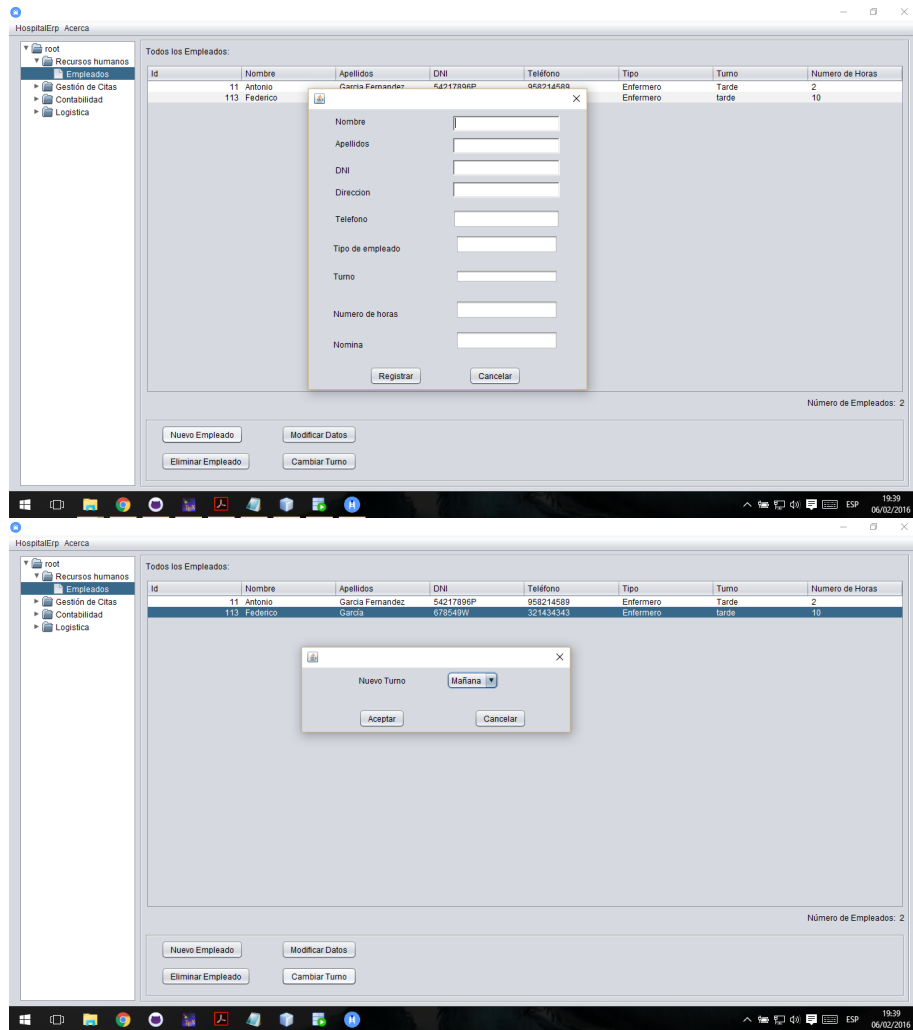 HospitalErp Acerca
root
Recursos humanos
Empleados
Gestión de Citas
Contabilidad
Logistica
Todos los Empleados:
Id Nombre Apellidos DNI Teléfono Tipo Turno Numero de Horas
11 Antonio Garcia Fernandez 54217896P 958214589 Enfermero Tarde 2
113 Federico Enfermero tarde 10
Nombre
Apellidos
DNI
Direccion
Telefono
Tipo de empleado
Turno
Numero de horas
Nomina
Registrar Cancelar
Número de Empleados: 2
Nuevo Empleado Modificar Datos
Eliminar Empleado Cambiar Turno
ESP 19:39
06/02/2016
HospitalErp Acerca
root
Recursos humanos
Empleados
Gestión de Citas
Contabilidad
Logistica
Todos los Empleados:
Id Nombre Apellidos DNI Teléfono Tipo Turno Numero de Horas
11 Antonio Garcia Fernandez 54217896P 958214589 Enfermero Tarde 2
113 Federico García 678549W 321434343 Enfermero tarde 10
Nuevo Turno Mañana
Aceptar Cancelar
Número de Empleados: 2
Nuevo Empleado Modificar Datos
Eliminar Empleado Cambiar Turno
ESP 19:39
06/02/2016